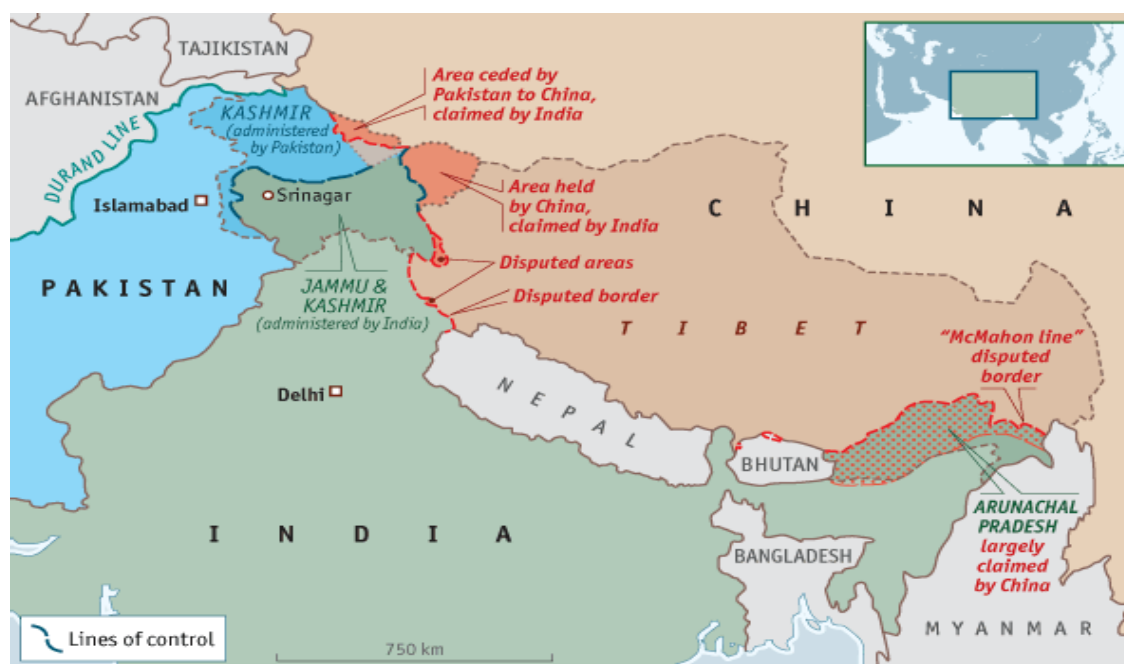 TAJIKISTAN
AFGHANISTAN
DURAND LINE
KASHMIR
(administered
by Pakistan)
Area ceded by
Pakistan to China,
claimed by India
Islamabad
Srinagar
Area held
by China,
claimed by India
C H I N A
PAKISTAN
JAMMU &
KASHMIR
(administered by India)
Disputed areas
Disputed border
T I B E T
“McMahon line”
disputed
border
Delhi
NEPAL
BHUTAN
ARUNACHAL
PRADESH
largely
claimed
by China
I N D I A
BANGLADESH
MYANMAR
Lines of control
750 km